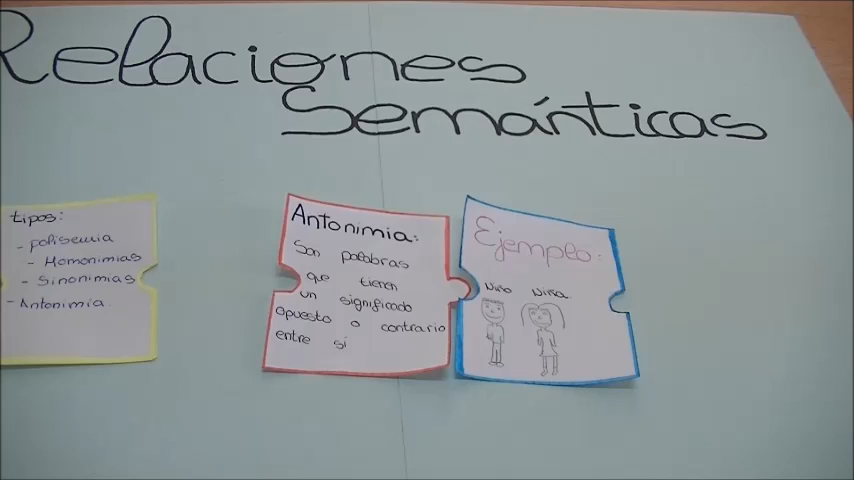 Relaciones
Semánticas
tipos:
- polisemia
- Homonimias
- Sinonimias
- Antonimia.
Antonimia:
Son palabras
que tienen
un significado
opuesto o contrario
entre si
Ejemplo:
Niño Niña